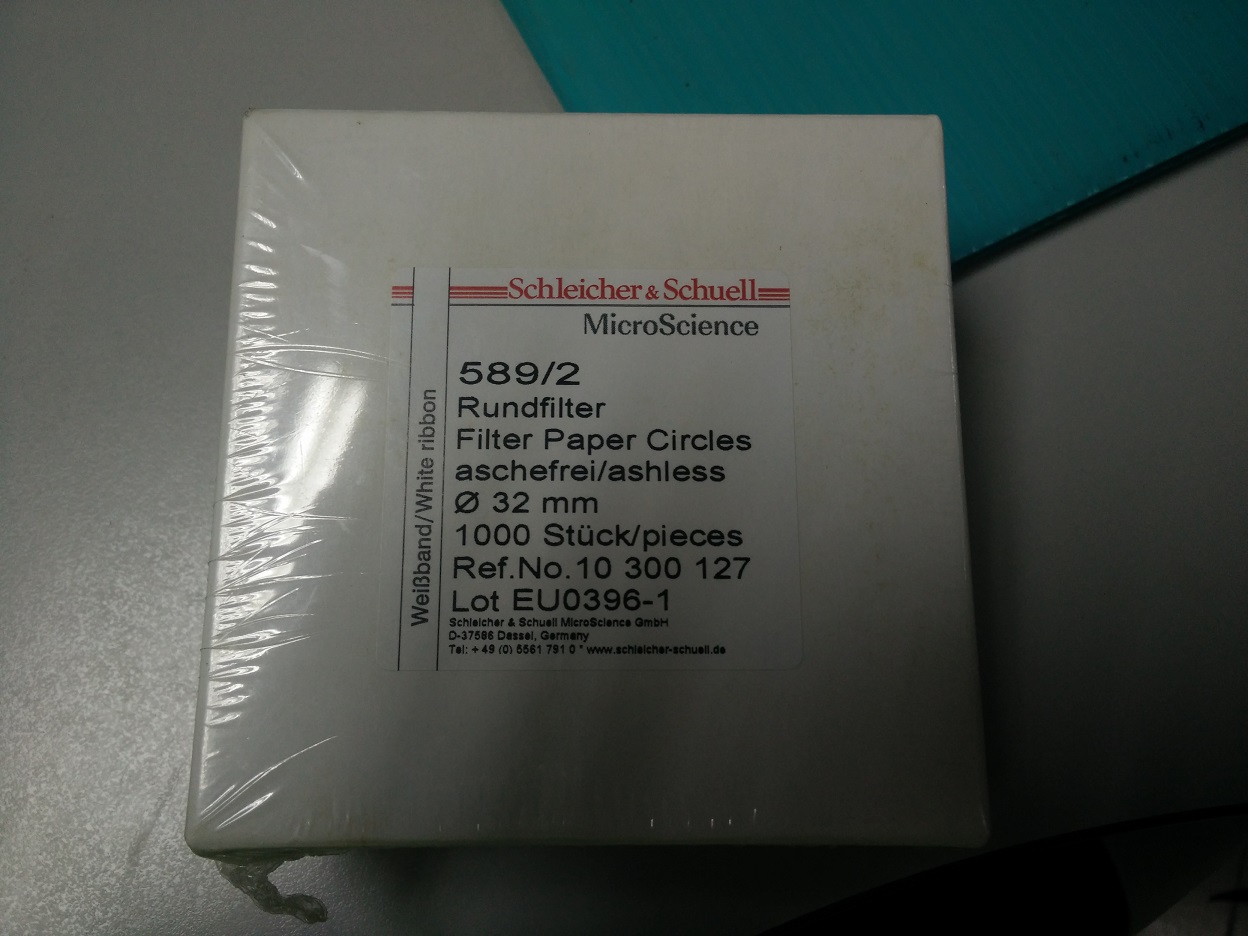 Schleicher & Schuell
MicroScience
Weißband/White ribbon
589/2
Rundfilter
Filter Paper Circles
aschefrei/ashless
Ø 32 mm
1000 Stück/pieces
Ref.No.10 300 127
Lot EU0396-1
Schleicher & Schuell MicroScience GmbH
D-37586 Dassel, Germany
Tel: + 49 (0) 5561 791 0 * www.schleicher-schuell.de